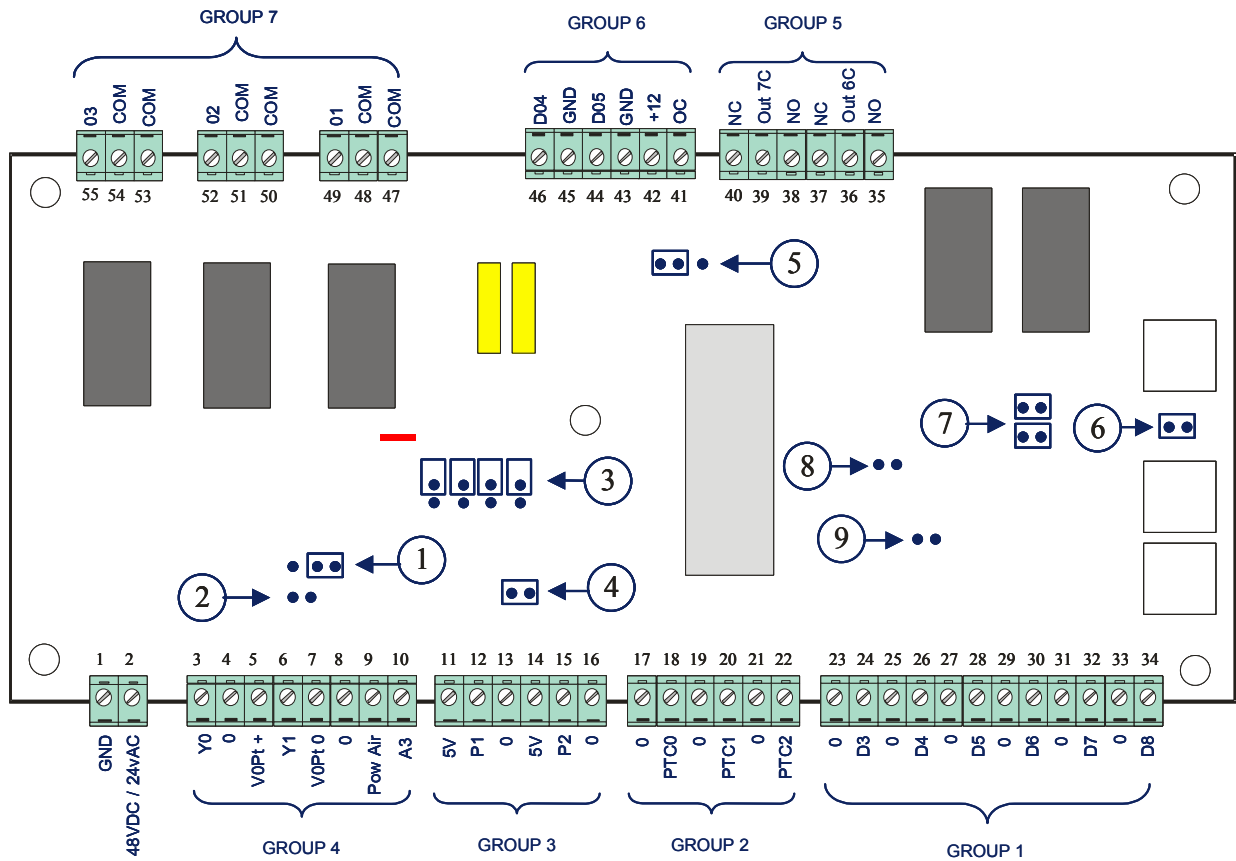 GROUP 7
GROUP 6
GROUP 5
03 COM COM 02 COM COM 01 COM COM D04 GND D05 GND +12 OC NC Out 7C NO NC Out 6C NO
55 54 53 52 51 50 49 48 47 46 45 44 43 42 41 40 39 38 37 36 35
5
7
6
8
3
9
1
4
2
1 2 3 4 5 6 7 8 9 10 11 12 13 14 15 16 17 18 19 20 21 22 23 24 25 26 27 28 29 30 31 32 33 34
GND 48VDC / 24vAC Y0 0 V0Pt + Y1 V0Pt 0 0 Pow Air A3 5V P1 0 5V P2 0 0 PTC0 0 PTC1 0 PTC2 0 D3 0 D4 0 D5 0 D6 0 D7 0 D8
GROUP 4
GROUP 3
GROUP 2
GROUP 1